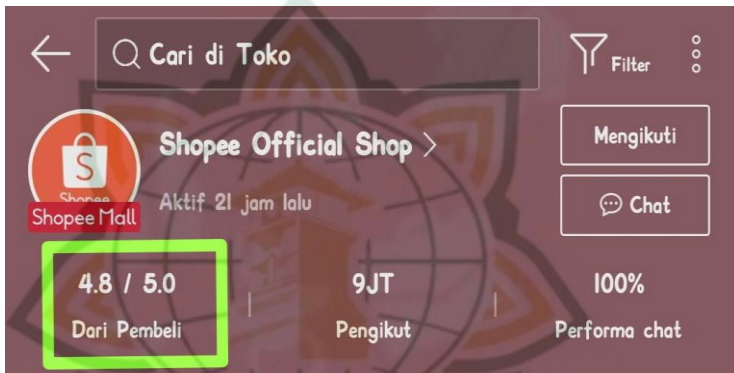 Cari di Toko
Filter
Shopee Official Shop
Mengikuti
Aktif 21 jam lalu
Chat
S
Shopee
Shopee Mall
4.8 / 5.0
9JT
100%
Dari Pembeli
Pengikut
Performa chat